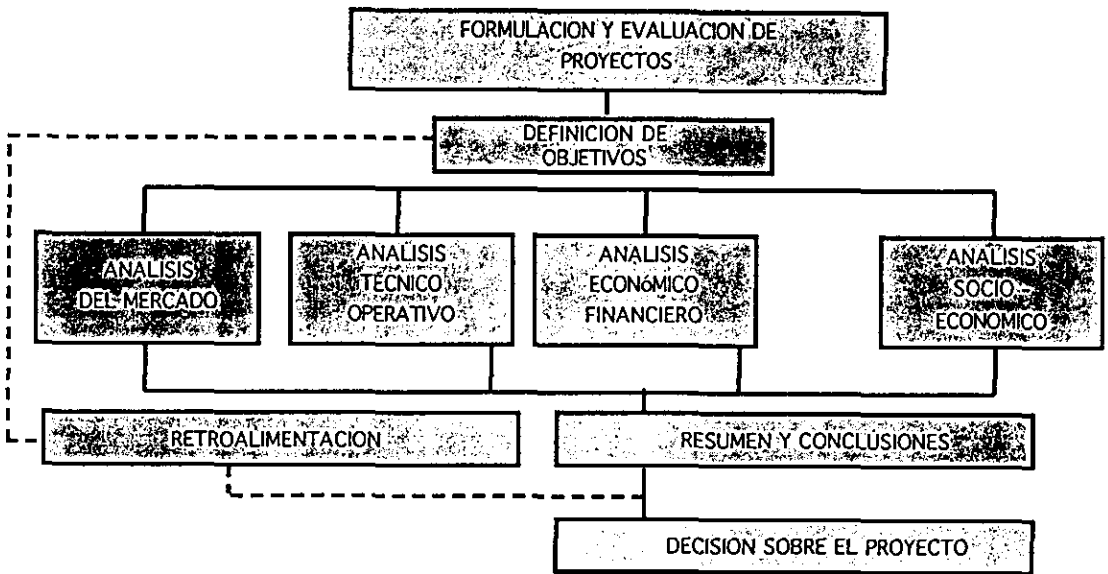 FORMULACION Y EVALUACION DE
PROYECTOS
DEFINICION DE
OBJETIVOS
ANALISIS
DEL MERCADO
ANALISIS
TÉCNICO
OPERATIVO
ANALISIS
ECONóMICO
FINANCIERO
ANALISIS
SOCIO -
ECONOMICO
RETROALIMENTACION
RESUMEN Y CONCLUSIONES
DECISION SOBRE EL PROYECTO